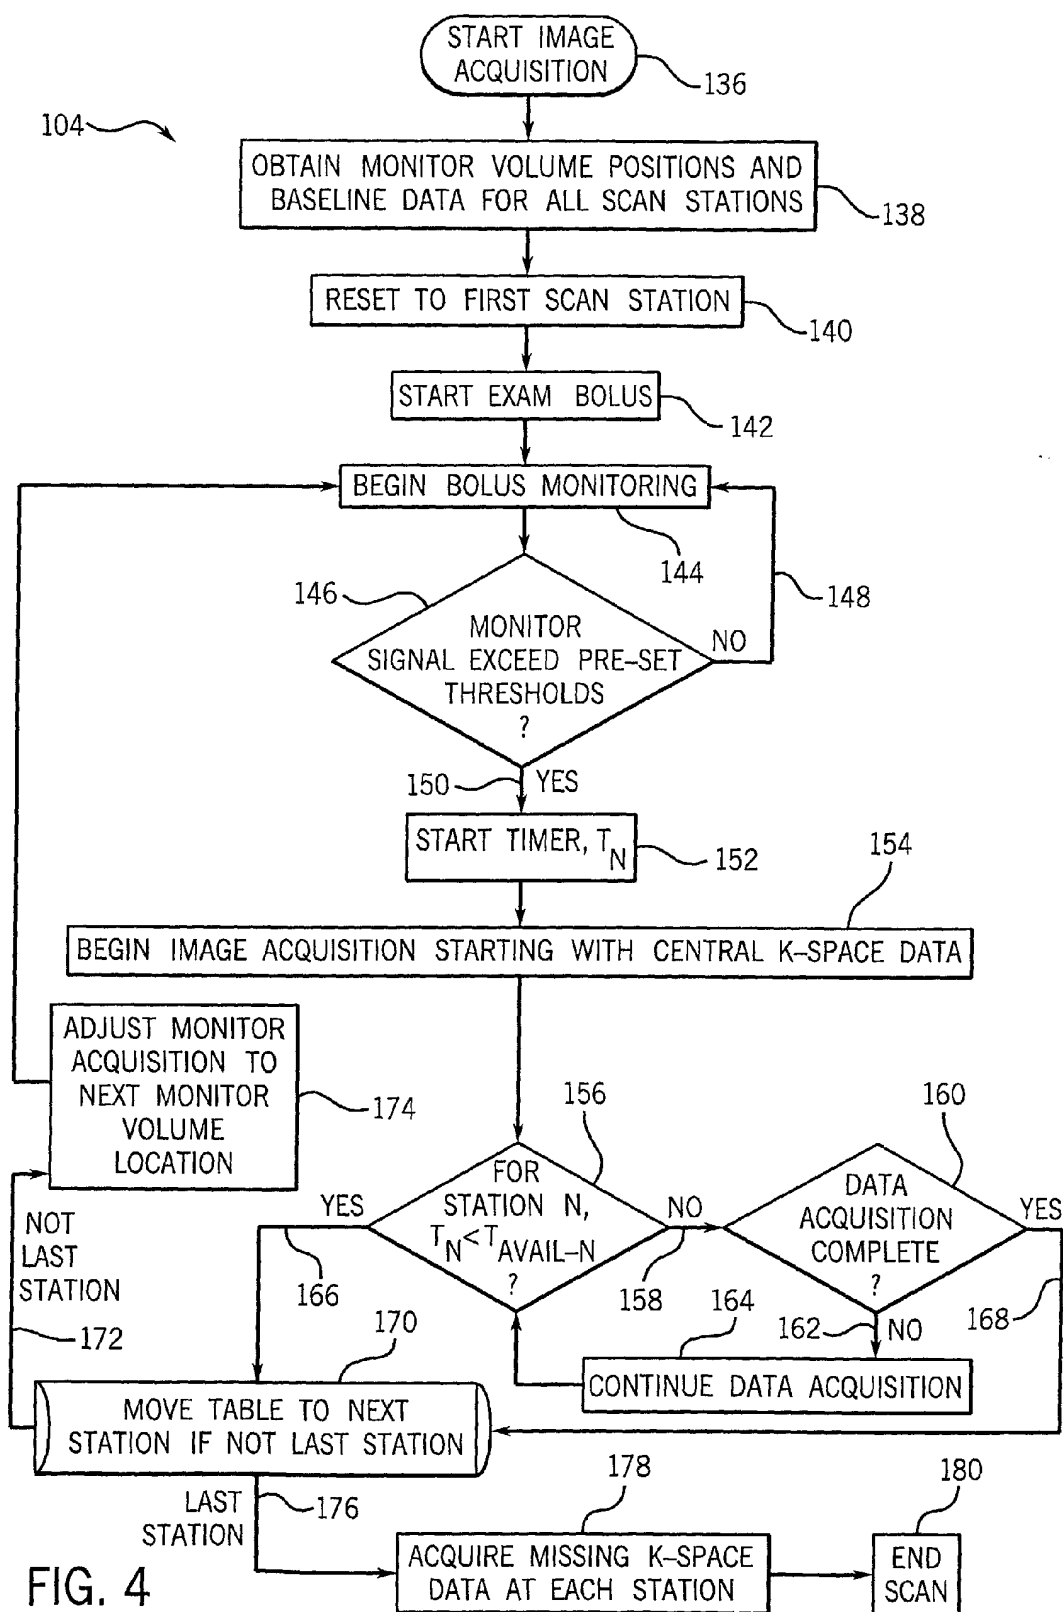 START IMAGE
ACQUISITION
136
104
OBTAIN MONITOR VOLUME POSITIONS AND
BASELINE DATA FOR ALL SCAN STATIONS
138
RESET TO FIRST SCAN STATION
140
START EXAM BOLUS
142
BEGIN BOLUS MONITORING
144
146
148
MONITOR
SIGNAL EXCEED PRE-SET
THRESHOLDS
?
NO
150
YES
START TIMER, T_N
152
154
BEGIN IMAGE ACQUISITION STARTING WITH CENTRAL K-SPACE DATA
ADJUST MONITOR
ACQUISITION TO
NEXT MONITOR
VOLUME
LOCATION
174
156
160
FOR
STATION N,
T_N<T_AVAIL-N
?
YES
NO
DATA
ACQUISITION
COMPLETE
?
YES
NOT
LAST
STATION
166
158
168
172
170
164
162
NO
CONTINUE DATA ACQUISITION
MOVE TABLE TO NEXT
STATION IF NOT LAST STATION
LAST
STATION
176
178
180
ACQUIRE MISSING K-SPACE
DATA AT EACH STATION
END
SCAN
FIG. 4